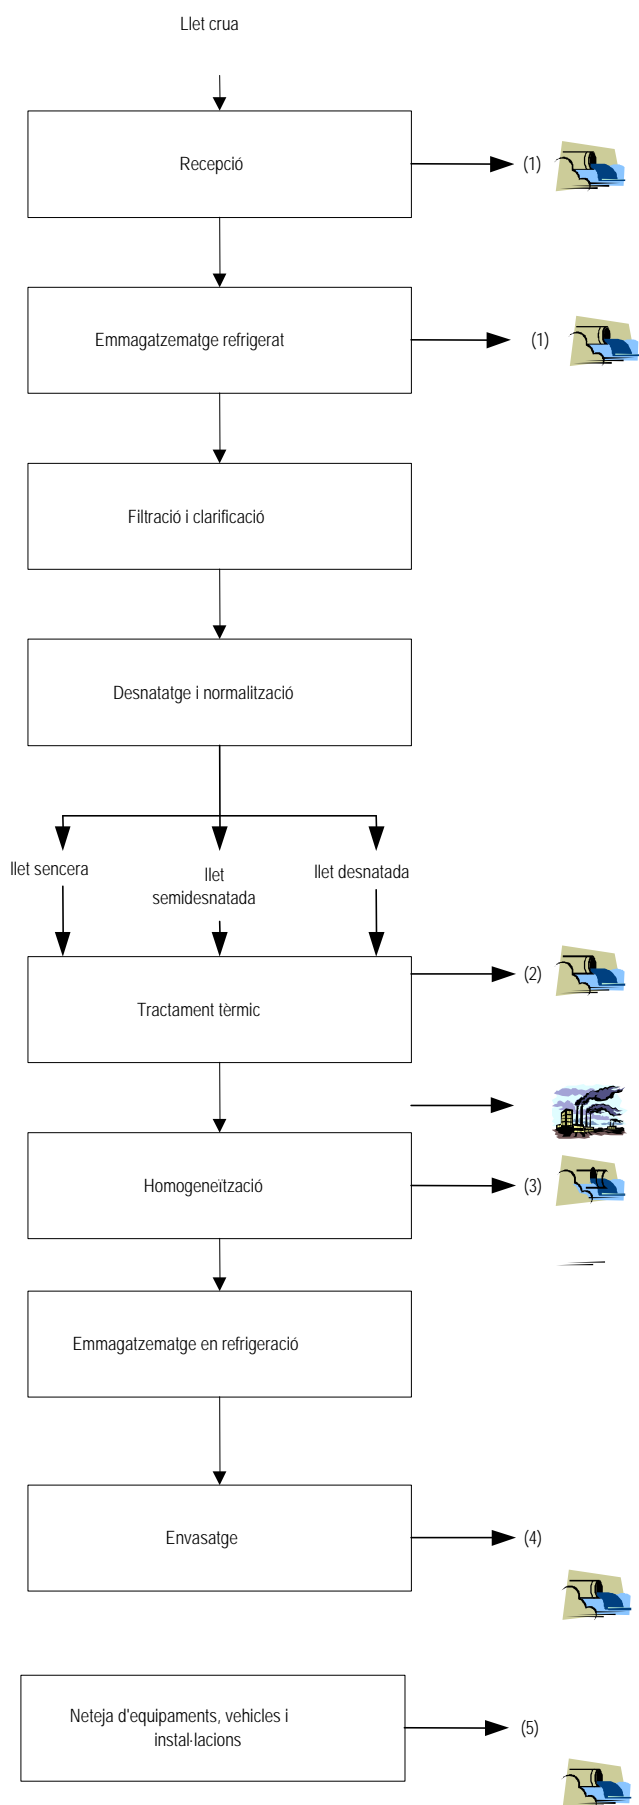 Llet crua
Recepció
(1)
Emmagatzematge refrigerat
(1)
Filtració i clarificació
Desnatatge i normalització
llet sencera
llet
semidesnatada
llet desnatada
(2)
Tractament tèrmic
Homogeneïtzació
(3)
Emmagatzematge en refrigeració
Envasatge
(4)
Neteja d'equipaments, vehicles i
instal·lacions
(5)